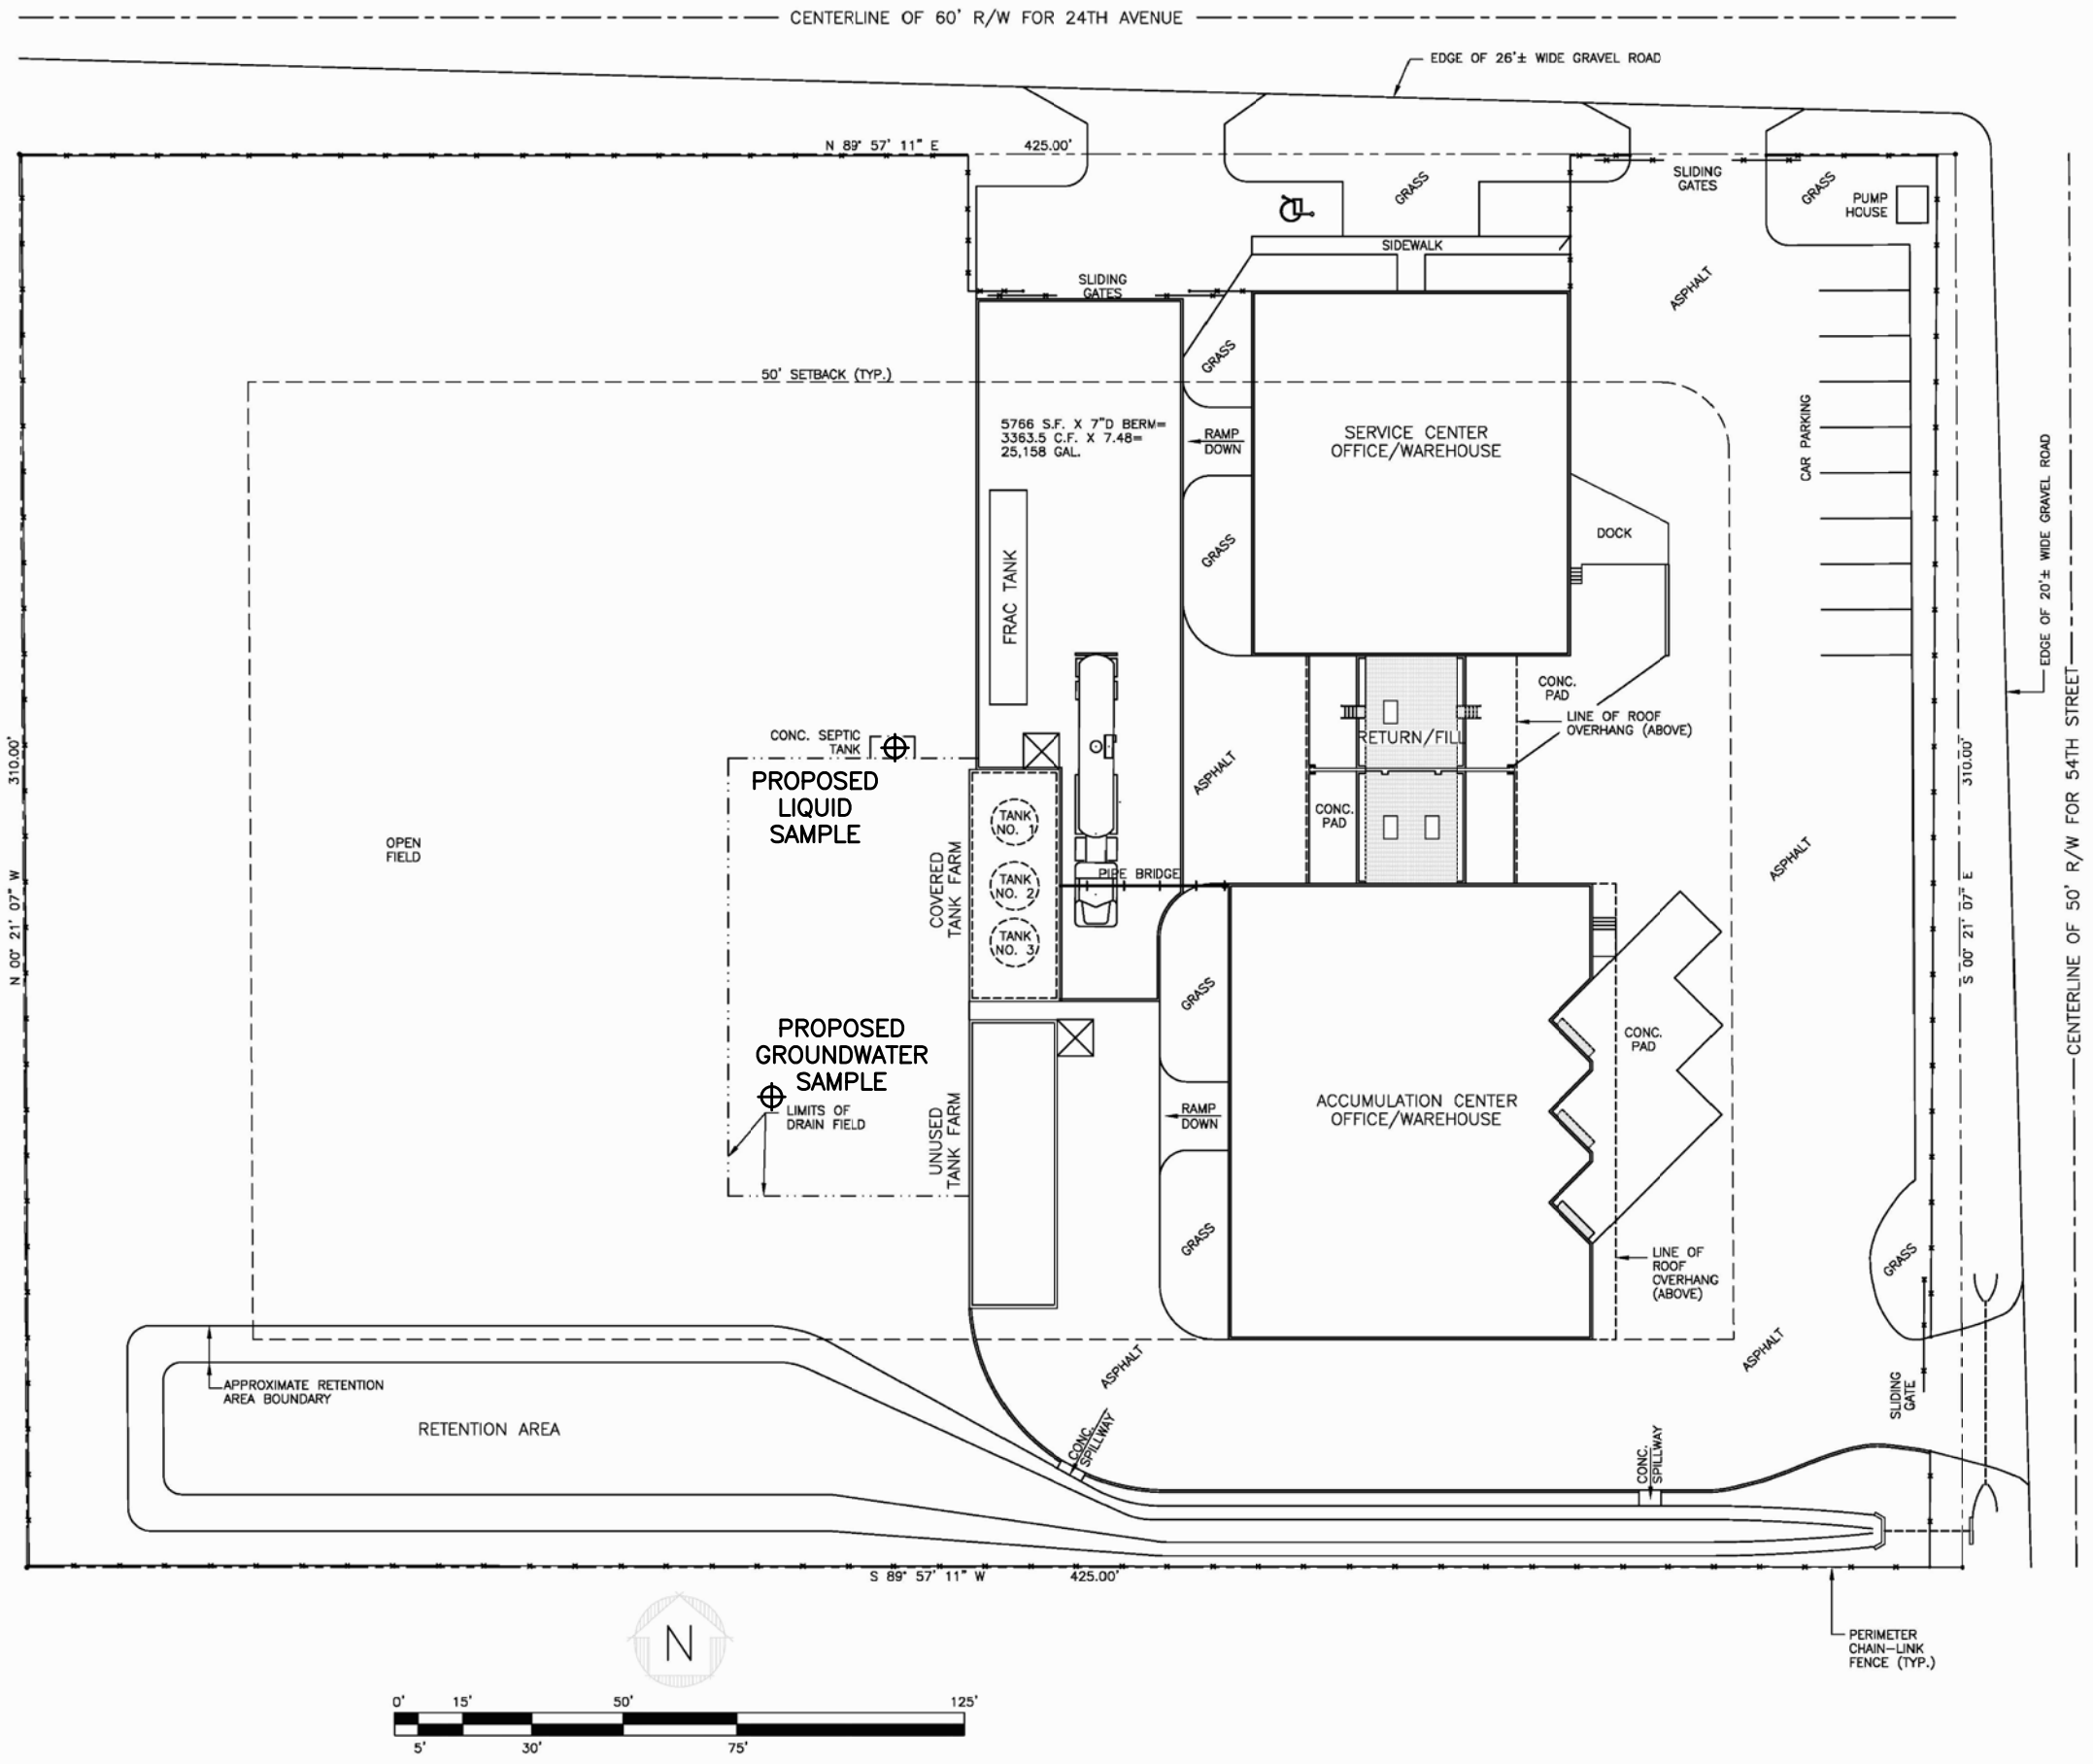 CENTERLINE OF 60' R/W FOR 24TH AVENUE
EDGE OF 26'± WIDE GRAVEL ROAD
N 89° 57' 11" E
425.00'
SLIDING
GATES
GRASS
GRASS
PUMP
HOUSE
SIDEWALK
SLIDING
GATES
ASPHALT
GRASS
50' SETBACK (TYP.)
5766 S.F. X 7"D BERM=
3363.5 C.F. X 7.48=
25,158 GAL.
RAMP
DOWN
SERVICE CENTER
OFFICE/WAREHOUSE
CAR PARKING
EDGE OF 20'± WIDE GRAVEL ROAD
GRASS
DOCK
FRAC TANK
CONC.
PAD
LINE OF ROOF
OVERHANG (ABOVE)
RETURN/FILL
CONC. SEPTIC
TANK
ASPHALT
PROPOSED
LIQUID
SAMPLE
CONC.
PAD
TANK
NO. 1
TANK
NO. 2
TANK
NO. 3
COVERED
TANK FARM
PIPE BRIDGE
OPEN
FIELD
ASPHALT
N 00° 21' 07" W
310.00'
S 00° 21' 07" E
310.00'
CENTERLINE OF 50' R/W FOR 54TH STREET
GRASS
PROPOSED
GROUNDWATER
SAMPLE
CONC.
PAD
LIMITS OF
DRAIN FIELD
UNUSED
TANK FARM
RAMP
DOWN
ACCUMULATION CENTER
OFFICE/WAREHOUSE
GRASS
LINE OF
ROOF
OVERHANG
(ABOVE)
GRASS
ASPHALT
ASPHALT
SLIDING
GATE
APPROXIMATE RETENTION
AREA BOUNDARY
RETENTION AREA
CONC.
SPILLWAY
CONC.
SPILLWAY
S 89° 57' 11" W
425.00'
PERIMETER
CHAIN-LINK
FENCE (TYP.)
N
0'
15'
50'
125'
5'
30'
75'